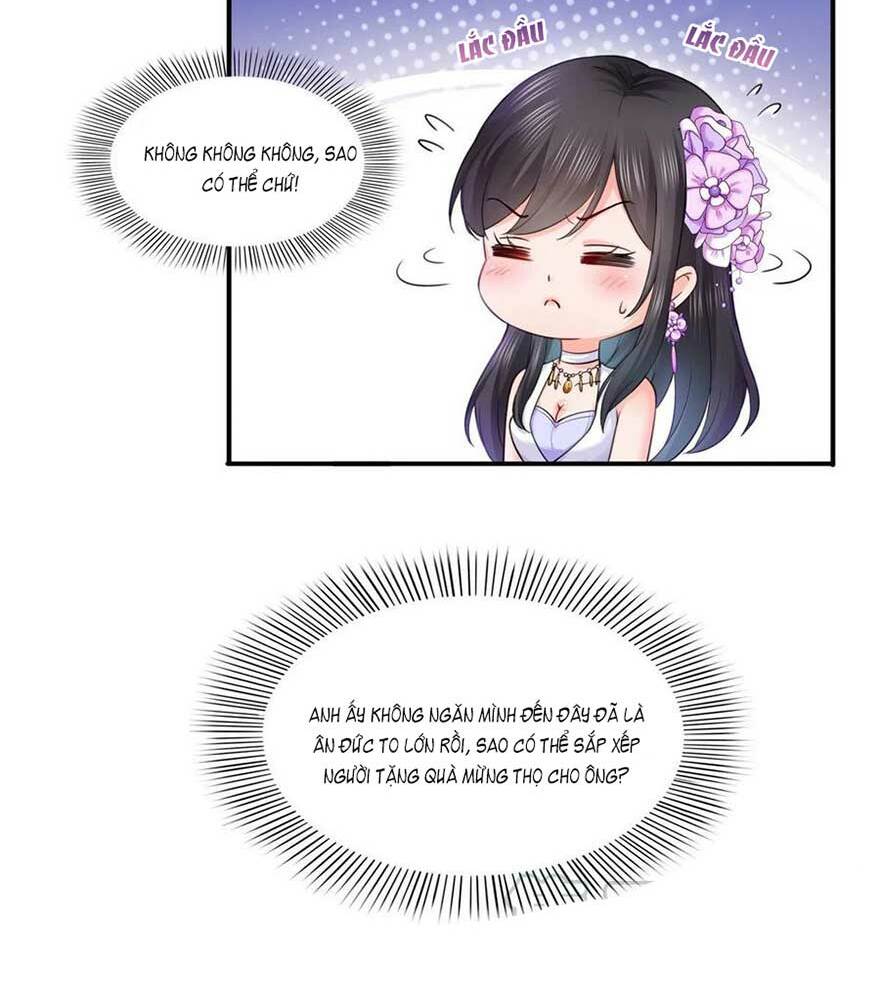 LẮC ĐẦU
LẮC ĐẦU
KHÔNG KHÔNG KHÔNG, SAO
CÓ THỂ CHỨ!
ANH ẤY KHÔNG NGĂN MÌNH ĐẾN ĐÂY ĐÃ LÀ
ÂN ĐỨC TO LỚN RỒI, SAO CÓ THỂ SẮP XẾP
NGƯỜI TẶNG QUÀ MỪNG THỌ CHO ÔNG?